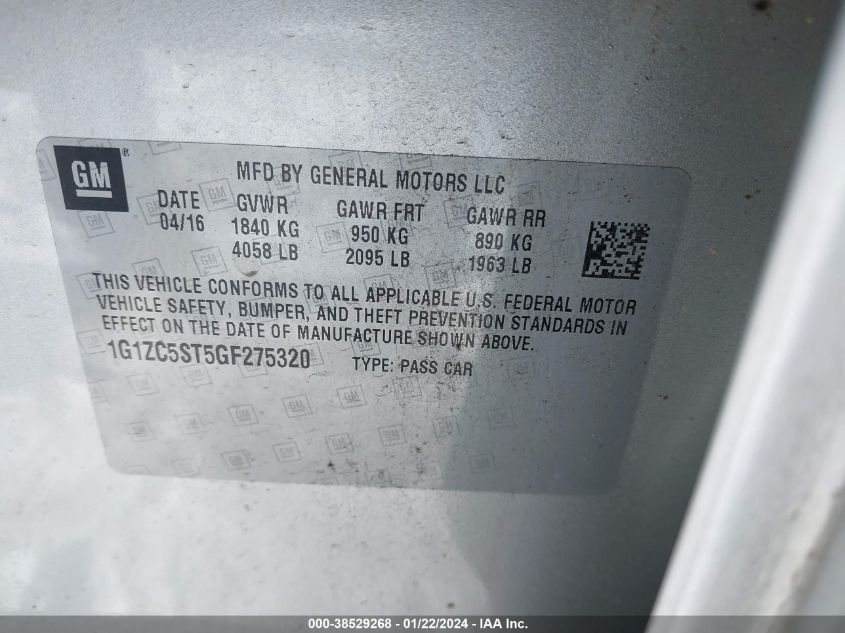 GM®
MFD BY GENERAL MOTORS LLC
DATE GVWR GAWR FRT GAWR RR
04/16 1840 KG 950 KG 890 KG
4058 LB 2095 LB 1963 LB
THIS VEHICLE CONFORMS TO ALL APPLICABLE U.S. FEDERAL MOTOR
VEHICLE SAFETY, BUMPER, AND THEFT PREVENTION STANDARDS IN
EFFECT ON THE DATE OF MANUFACTURE SHOWN ABOVE.
1G1ZC5ST5GF275320 TYPE: PASS CAR
000-38529268 - 01/22/2024 - IAA Inc.